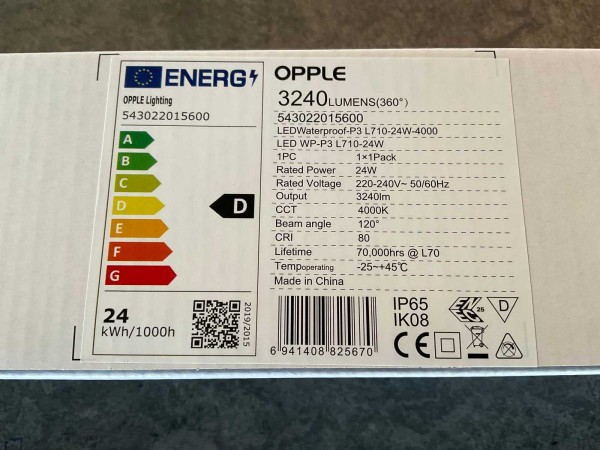 ENERG
OPPLE Lighting
543022015600
A
B
C
D
E
F
G
D
24
kWh/1000h
2019/2015
OPPLE
3240LUMENS(360°)
543022015600
LEDWaterproof-P3 L710-24W-4000
LED WP-P3 L710-24W
1PC 1×1Pack
Rated Power 24W
Rated Voltage 220-240V~ 50/60Hz
Output 3240lm
CCT 4000K
Beam angle 120°
CRI 80
Lifetime 70,000hrs @ L70
Tempoperating -25~+45℃
Made in China
6 941408 825670
IP65
IK08
25
D
CE